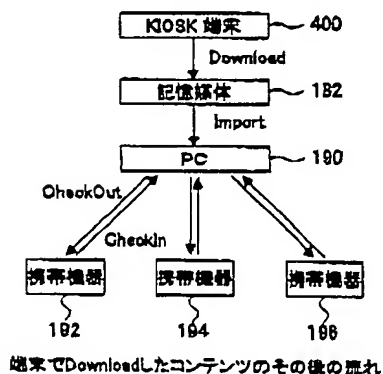 KIOSK 端末 400
Download
記憶媒体 182
Import
PC 190
CheckOut
CheckIn
携帯機器 携帯機器 携帯機器
192 194 196
端末でDownloadしたコンテンツのその後の流れ